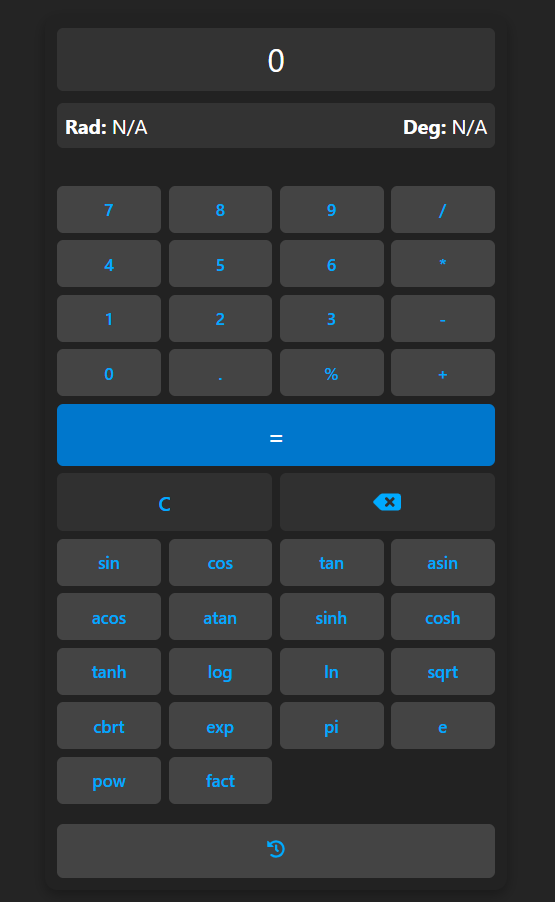 0
Rad: N/A Deg: N/A
7 8 9 /
4 5 6 *
1 2 3 -
0 . % +
=
C
sin cos tan asin
acos atan sinh cosh
tanh log ln sqrt
cbrt exp pi e
pow fact